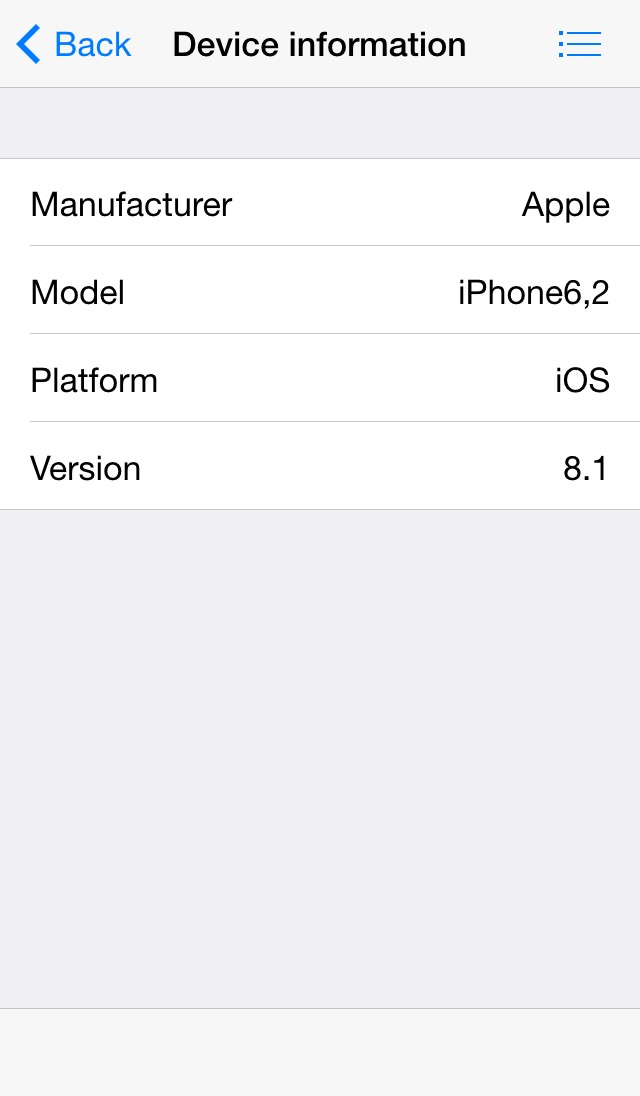 Back Device information
Manufacturer Apple
Model iPhone6,2
Platform iOS
Version 8.1